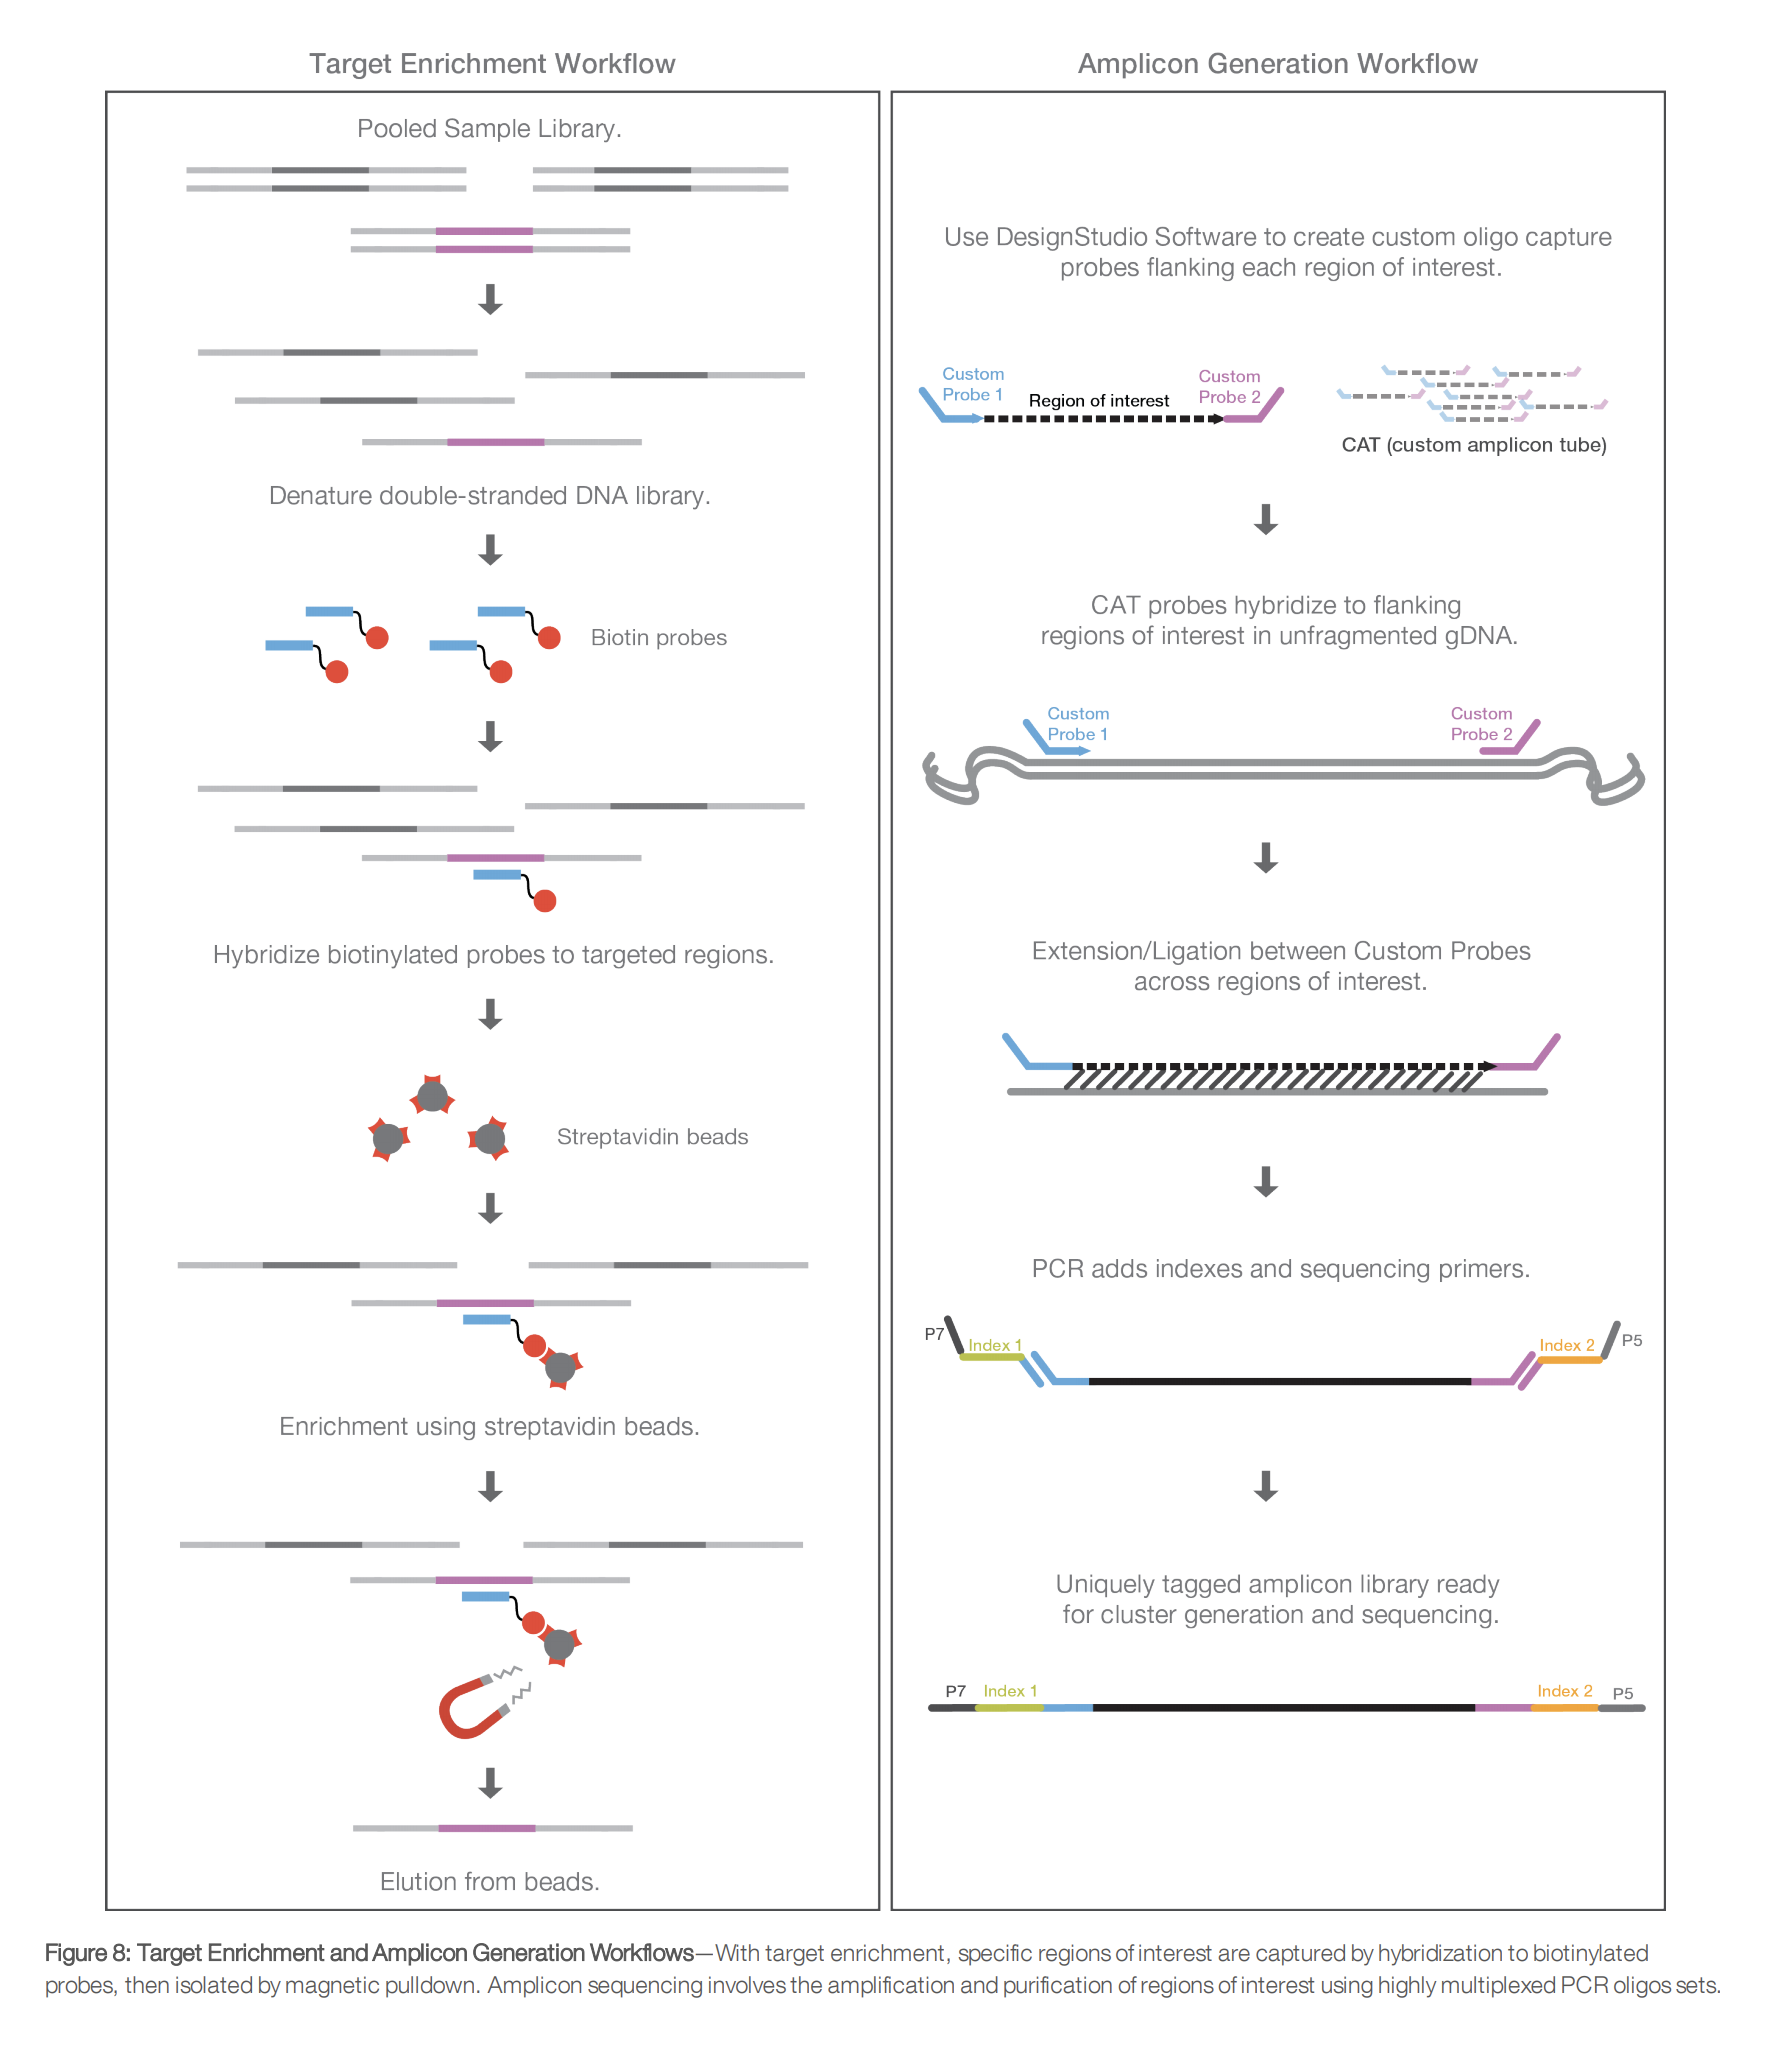 Target Enrichment Workflow
Pooled Sample Library.
Denature double-stranded DNA library.
Biotin probes
Hybridize biotinylated probes to targeted regions.
Streptavidin beads
Enrichment using streptavidin beads.
Elution from beads.
Amplicon Generation Workflow
Use DesignStudio Software to create custom oligo capture
probes flanking each region of interest.
Custom
Probe 1
Region of interest
Custom
Probe 2
CAT (custom amplicon tube)
CAT probes hybridize to flanking
regions of interest in unfragmented gDNA.
Custom
Probe 1
Custom
Probe 2
Extension/Ligation between Custom Probes
across regions of interest.
PCR adds indexes and sequencing primers.
P7
Index 1
Index 2
P5
Uniquely tagged amplicon library ready
for cluster generation and sequencing.
P7
Index 1
Index 2
P5
Figure 8: Target Enrichment and Amplicon Generation Workflows—With target enrichment, specific regions of interest are captured by hybridization to biotinylated
probes, then isolated by magnetic pulldown. Amplicon sequencing involves the amplification and purification of regions of interest using highly multiplexed PCR oligos sets.